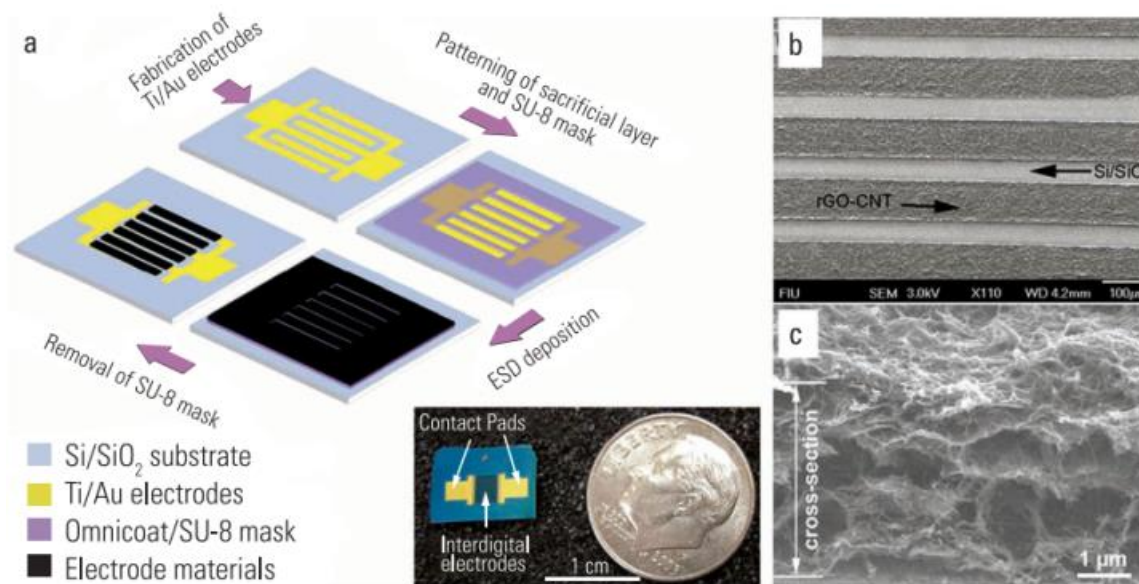 a
Fabrication of
Ti/Au electrodes
Patterning of sacrificial layer
and SU-8 mask
Removal of SU-8 mask
ESD deposition
Si/SiO₂ substrate
Ti/Au electrodes
Omnicoat/SU-8 mask
Electrode materials
Contact Pads
Interdigital
electrodes
1 cm
b
Si/SiO
rGO-CNT
FIU SEM 3.0kV X110 WD 4.2mm 100μm
c
cross-section
1 μm